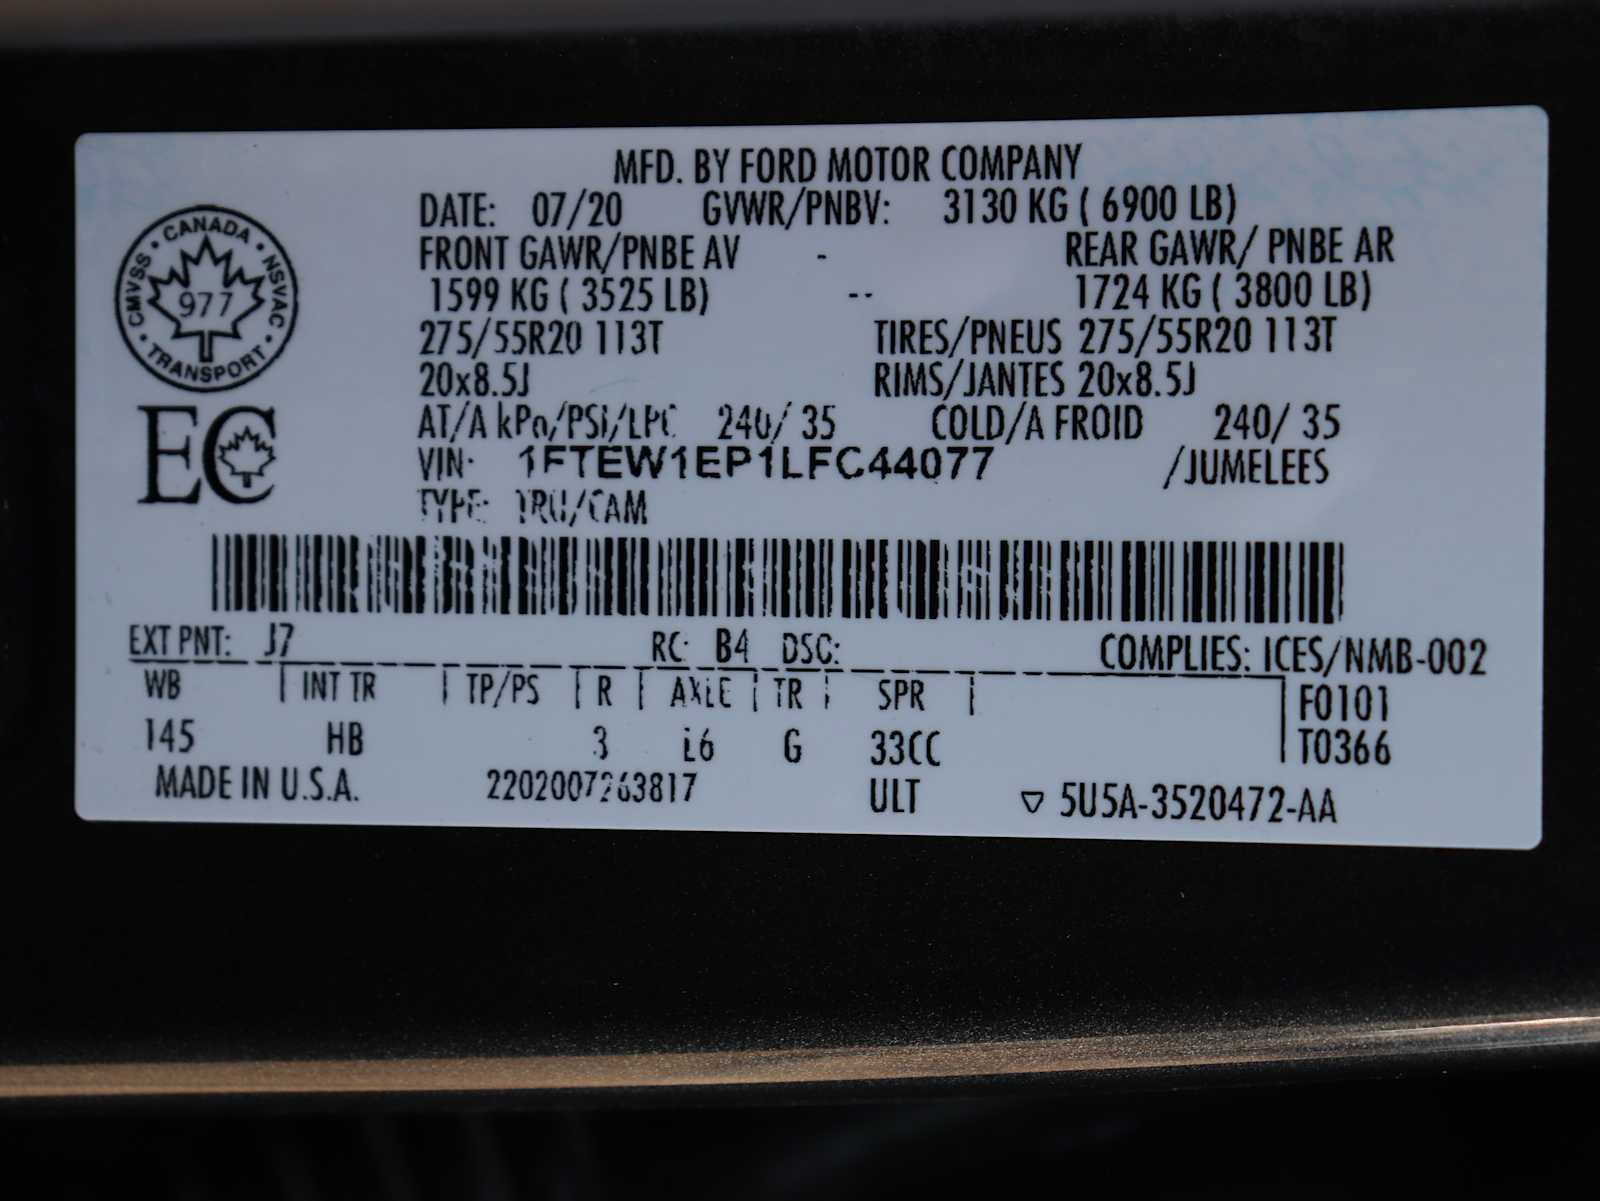 MFD. BY FORD MOTOR COMPANY
DATE: 07/20 GVWR/PNBV: 3130 KG ( 6900 LB)
FRONT GAWR/PNBE AV - REAR GAWR/ PNBE AR
1599 KG ( 3525 LB) -- 1724 KG ( 3800 LB)
275/55R20 113T TIRES/PNEUS 275/55R20 113T
20x8.5J RIMS/JANTES 20x8.5J
AT/A kPa/PSI/LPC 240/ 35 COLD/A FROID 240/ 35
VIN: 1FTEW1EP1LFC44077 /JUMELEES
TYPE: TRU/CAM
CANADA
CMVSS • NSVAC
977
TRANSPORT
EC
EXT PNT: J7 RC: B4 DSO: COMPLIES: ICES/NMB-002
WB | INT TR | TP/PS | R | AXLE | TR | SPR | F0101
145 HB 3 L6 G 33CC T0366
MADE IN U.S.A. 2202007263817 ULT ▽ 5U5A-3520472-AA